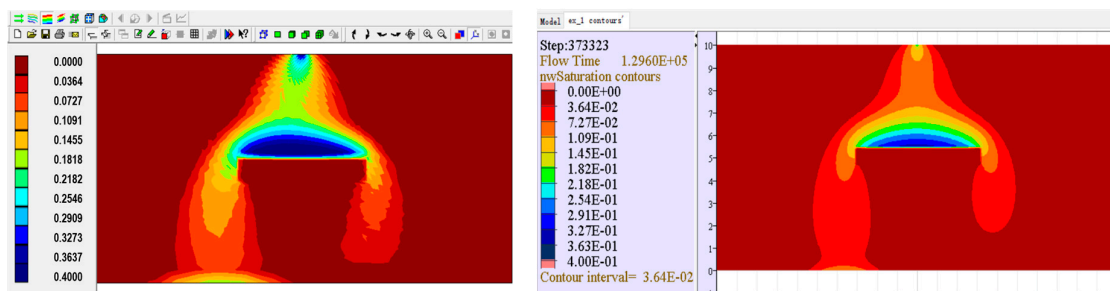 0.0000
0.0364
0.0727
0.1091
0.1455
0.1818
0.2182
0.2546
0.2909
0.3273
0.3637
0.4000
Model ex_1 contours'
Step:373323
Flow Time 1.2960E+05
nwSaturation contours
0.00E+00
3.64E-02
7.27E-02
1.09E-01
1.45E-01
1.82E-01
2.18E-01
2.54E-01
2.91E-01
3.27E-01
3.63E-01
4.00E-01
Contour interval= 3.64E-02
10
9
8
7
6
5
4
3
2
1
0